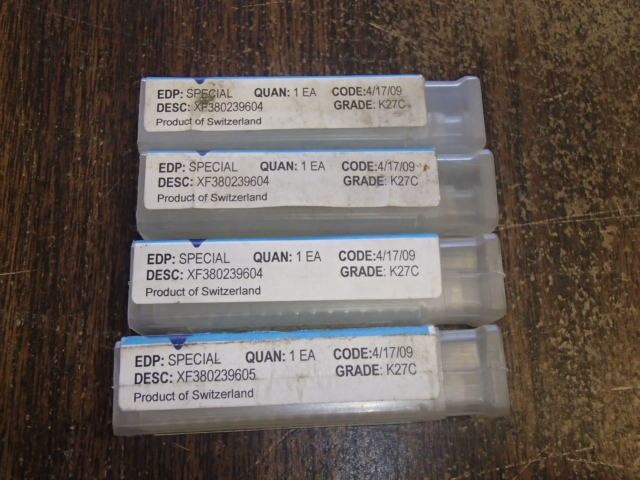 EDP: SPECIAL QUAN: 1 EA CODE:4/17/09
DESC: XF380239604 GRADE: K27C
Product of Switzerland
EDP: SPECIAL QUAN: 1 EA CODE:4/17/09
DESC: XF380239604 GRADE: K27C
Product of Switzerland
EDP: SPECIAL QUAN: 1 EA CODE:4/17/09
DESC: XF380239604 GRADE: K27C
Product of Switzerland
EDP: SPECIAL QUAN: 1 EA CODE:4/17/09
DESC: XF380239605 GRADE: K27C
Product of Switzerland